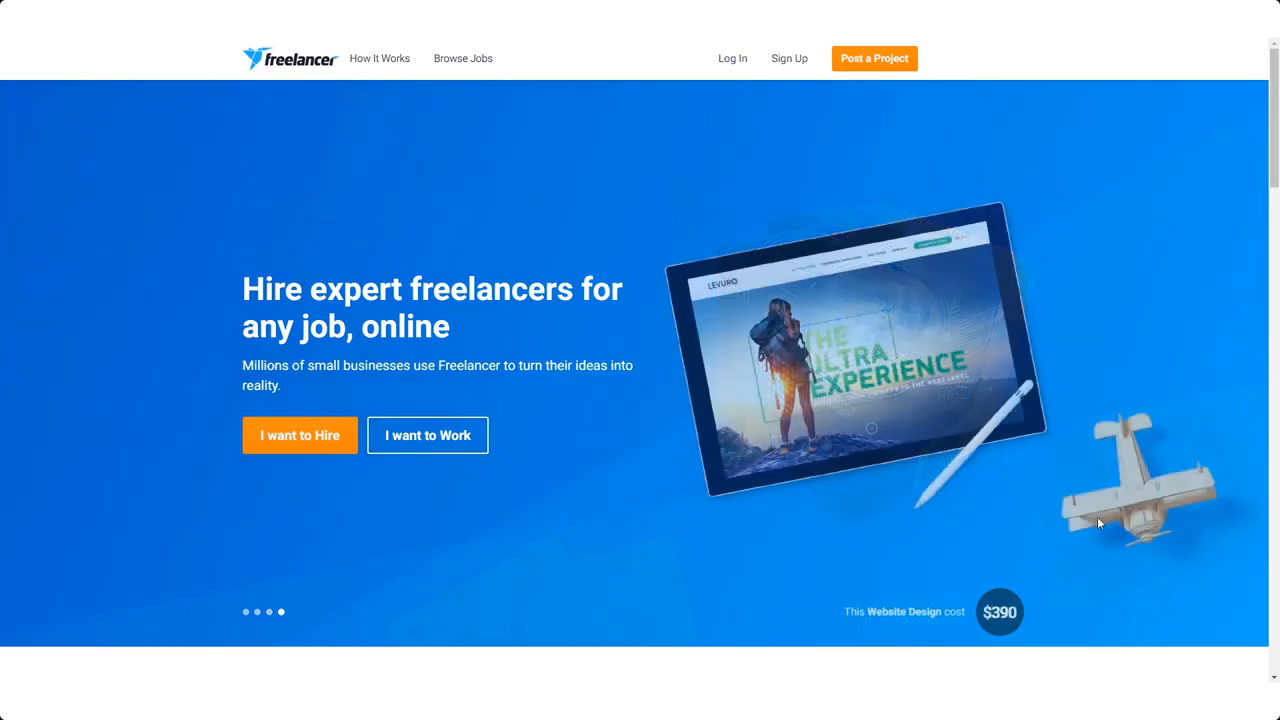 freelancer How It Works Browse Jobs Log In Sign Up Post a Project
Hire expert freelancers for
any job, online
Millions of small businesses use Freelancer to turn their ideas into
reality.
I want to Hire I want to Work
LEVURO
THE
ULTRA
EXPERIENCE
This Website Design cost $390